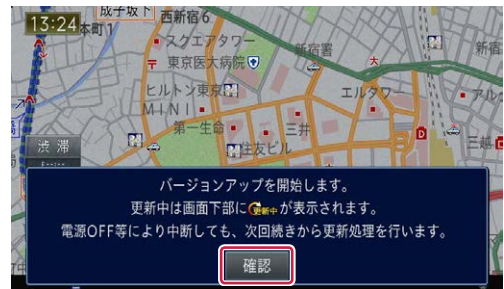 13:24
成子坂下
本町1
西新宿6
スクエアタワー
新宿署
新宿
東京医大病院
大
ヒルトン東京
MINI
エルタワー
アルタ
第一生命
三井
住友ビル
三越
D
渋滞
バージョンアップを開始します。
更新中は画面下部に更新中が表示されます。
電源OFF等により中断しても、次回続きから更新処理を行います。
確認